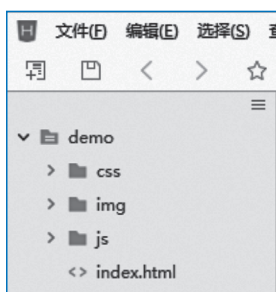 H 文件(F) 编辑(E) 选择(S)
demo
css
img
js
<> index.html